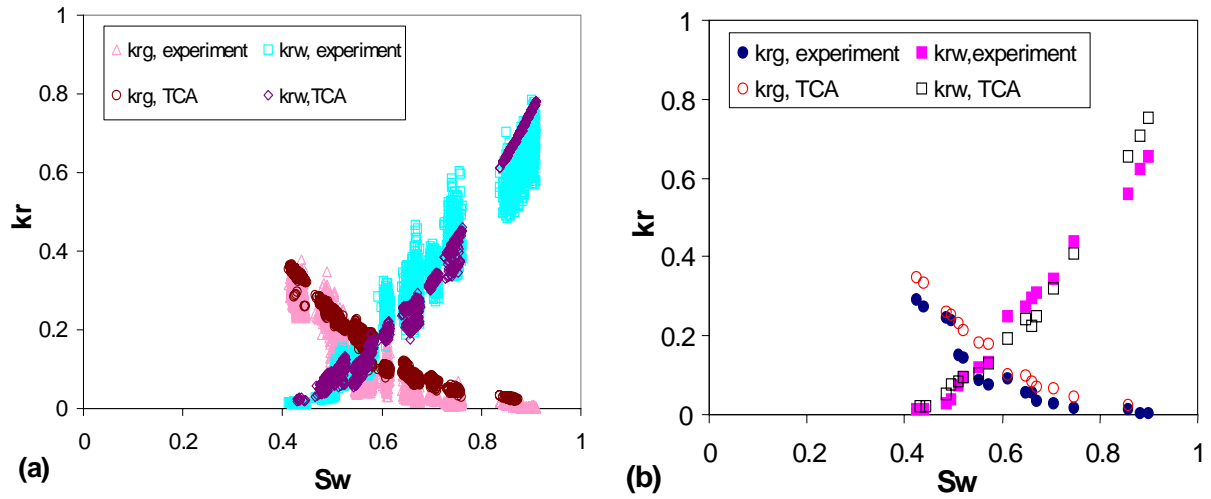 1
krg, experiment
krw, experiment
krg, TCA
krw,TCA
0.8
0.6
kr
0.4
0.2
0
0
0.2
0.4
0.6
0.8
1
(a)
Sw
1
krg, experiment
krw,experiment
krg, TCA
krw, TCA
0.8
0.6
kr
0.4
0.2
0
0
0.2
0.4
0.6
0.8
1
(b)
Sw